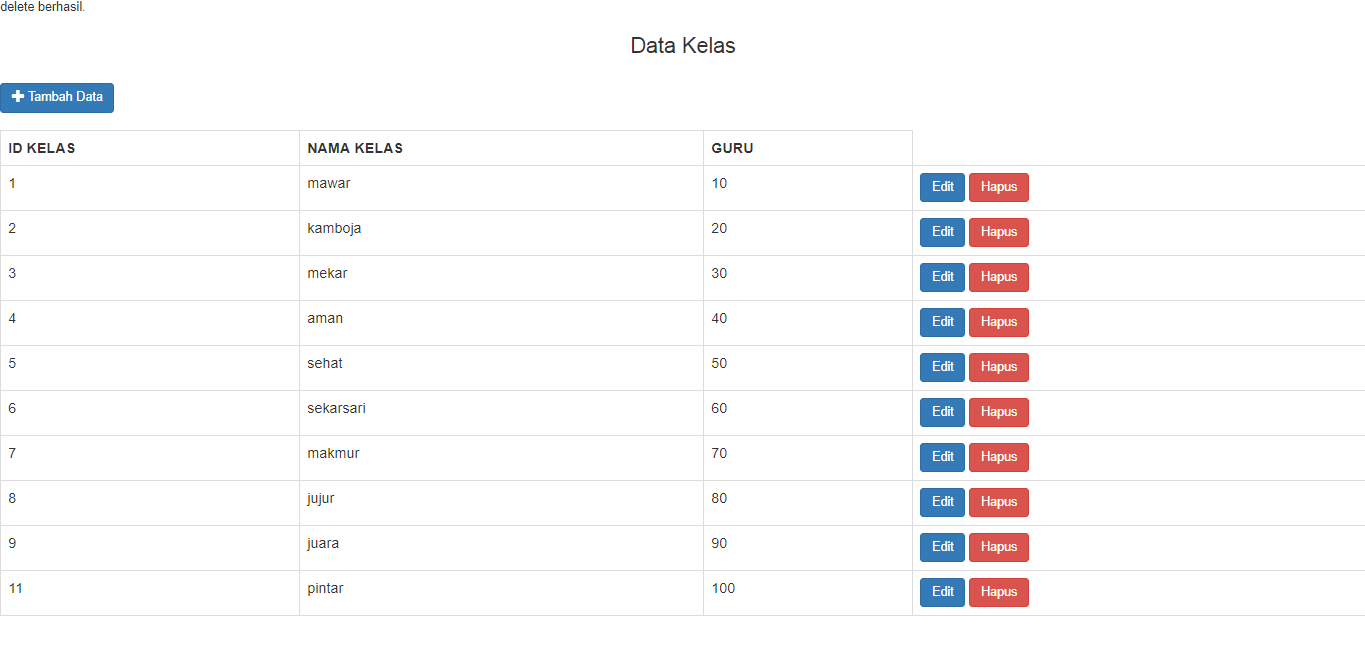 delete berhasil.
Data Kelas
Tambah Data
ID KELAS NAMA KELAS GURU
1 mawar 10 Edit Hapus
2 kamboja 20 Edit Hapus
3 mekar 30 Edit Hapus
4 aman 40 Edit Hapus
5 sehat 50 Edit Hapus
6 sekarsari 60 Edit Hapus
7 makmur 70 Edit Hapus
8 jujur 80 Edit Hapus
9 juara 90 Edit Hapus
11 pintar 100 Edit Hapus